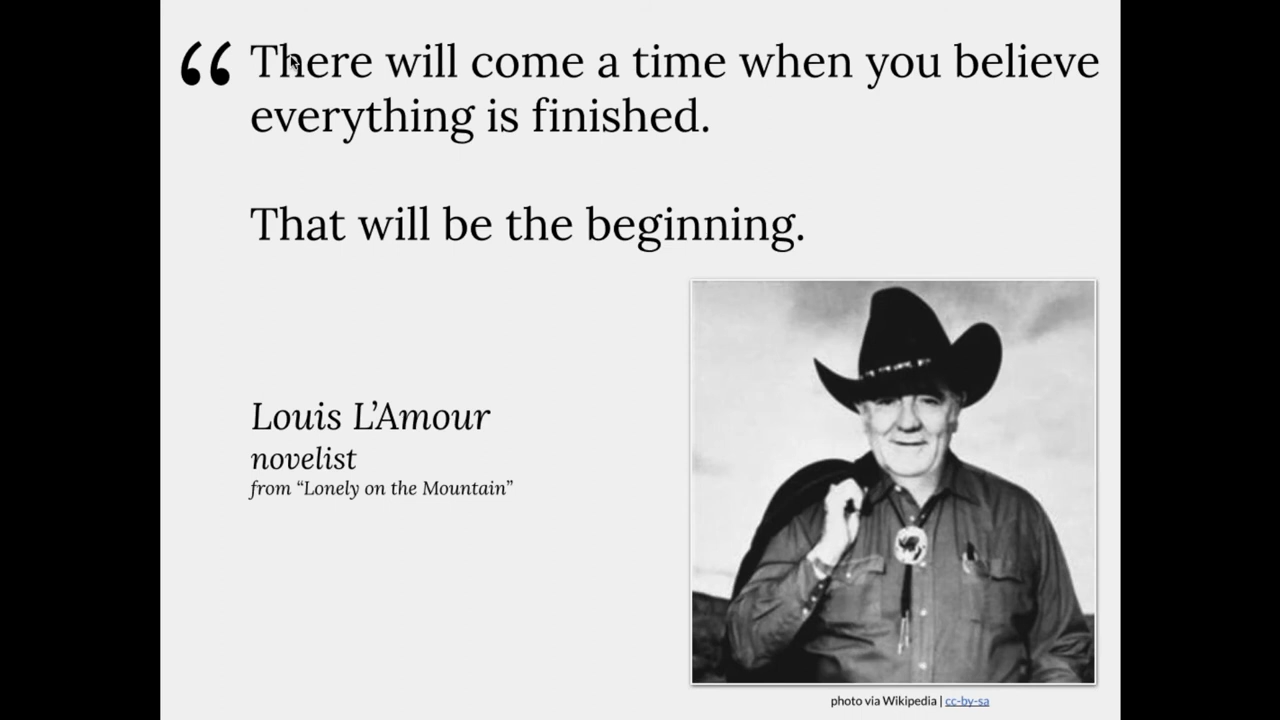 “There will come a time when you believe
everything is finished.
That will be the beginning.
Louis L’Amour
novelist
from “Lonely on the Mountain”
photo via Wikipedia | cc-by-sa